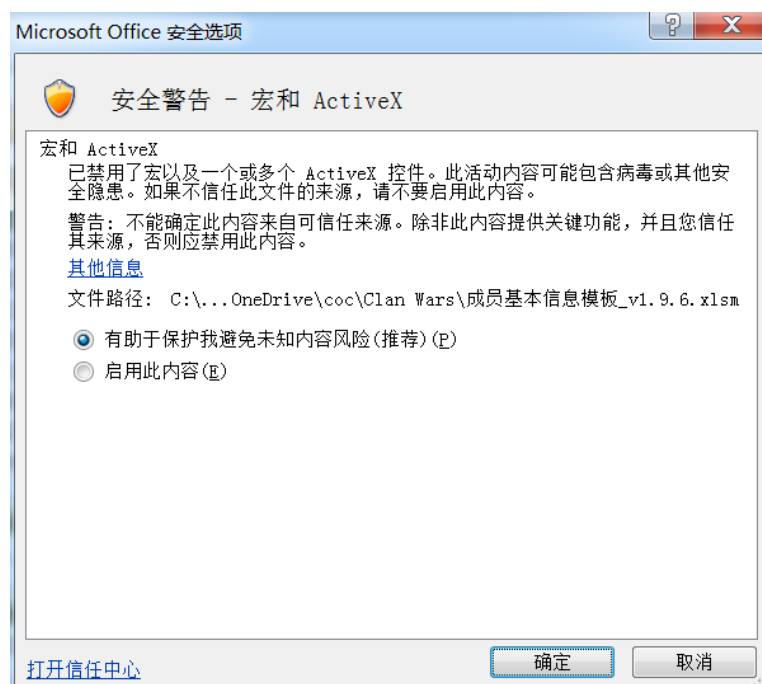 Microsoft Office 安全选项
安全警告 - 宏和 ActiveX
宏和 ActiveX
已禁用了宏以及一个或多个 ActiveX 控件。此活动内容可能包含病毒或其他安
全隐患。如果不信任此文件的来源，请不要启用此内容。
警告: 不能确定此内容来自可信任来源。除非此内容提供关键功能，并且您信任
其来源，否则应禁用此内容。
其他信息
文件路径: C:\...OneDrive\coc\Clan Wars\成员基本信息模板_v1.9.6.xlsm
有助于保护我避免未知内容风险(推荐)(P)
启用此内容(E)
打开信任中心
确定
取消